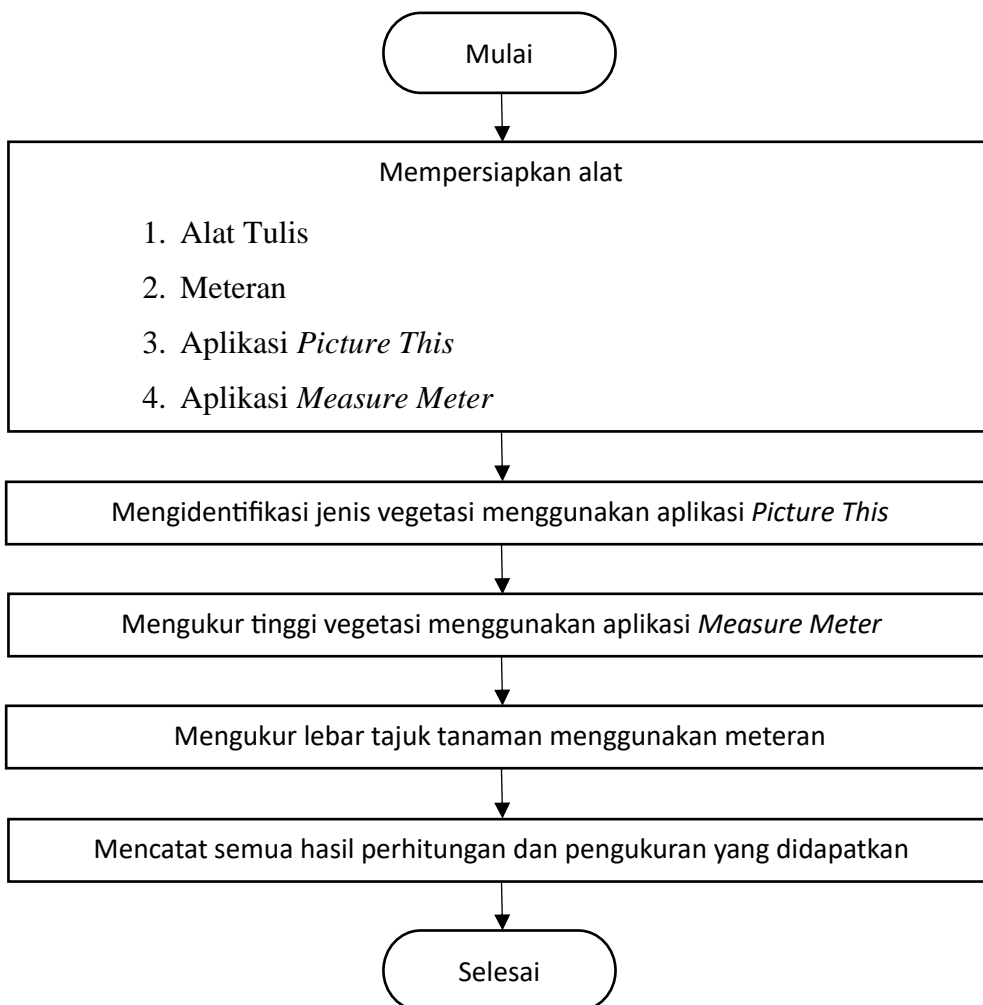 Mulai
Mempersiapkan alat
1. Alat Tulis
2. Meteran
3. Aplikasi Picture This
4. Aplikasi Measure Meter
Mengidentifikasi jenis vegetasi menggunakan aplikasi Picture This
Mengukur tinggi vegetasi menggunakan aplikasi Measure Meter
Mengukur lebar tajuk tanaman menggunakan meteran
Mencatat semua hasil perhitungan dan pengukuran yang didapatkan
Selesai